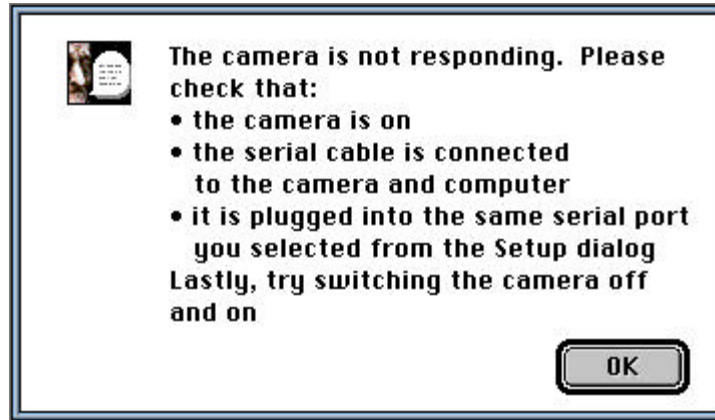 The camera is not responding.  Please
check that:
• the camera is on
• the serial cable is connected
to the camera and computer
• it is plugged into the same serial port
you selected from the Setup dialog
Lastly, try switching the camera off
and on
OK